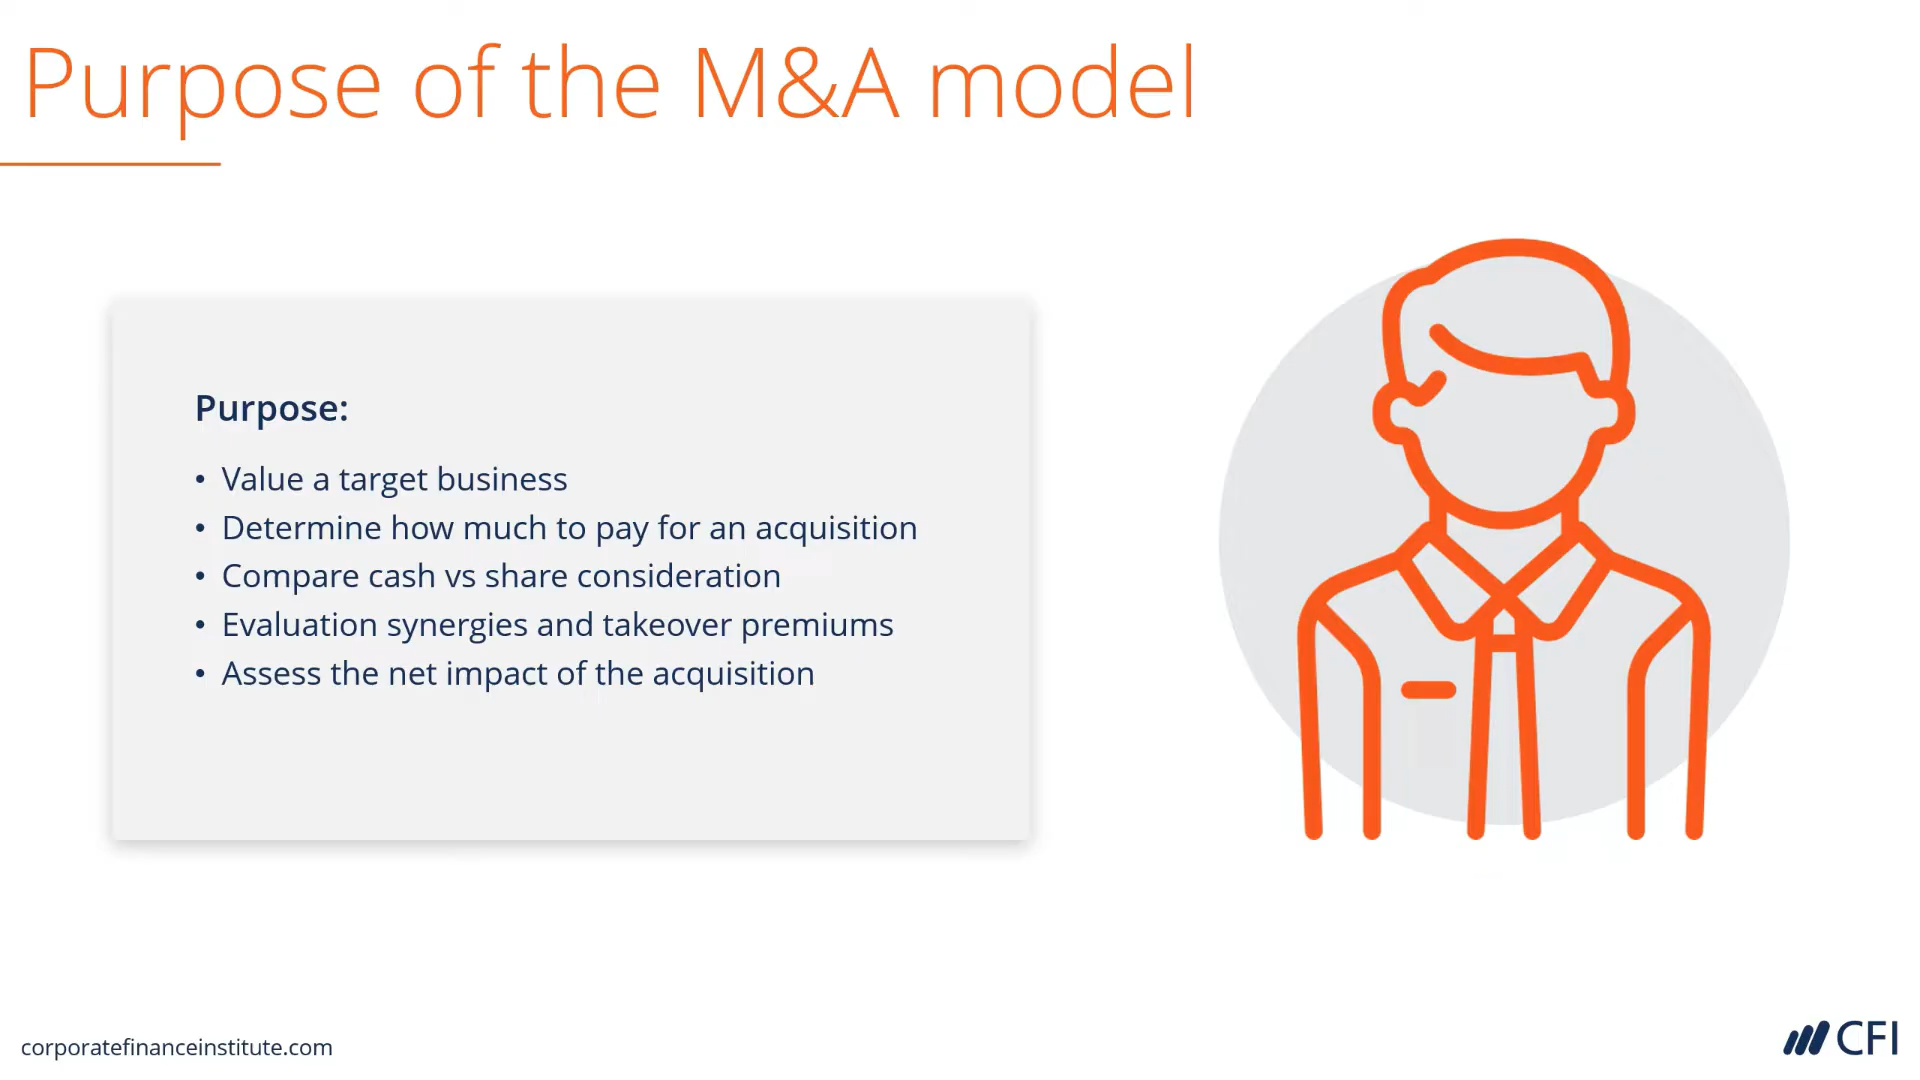 Purpose of the M&A model
Purpose:
• Value a target business
• Determine how much to pay for an acquisition
• Compare cash vs share consideration
• Evaluation synergies and takeover premiums
• Assess the net impact of the acquisition
corporatefinanceinstitute.com
CFI